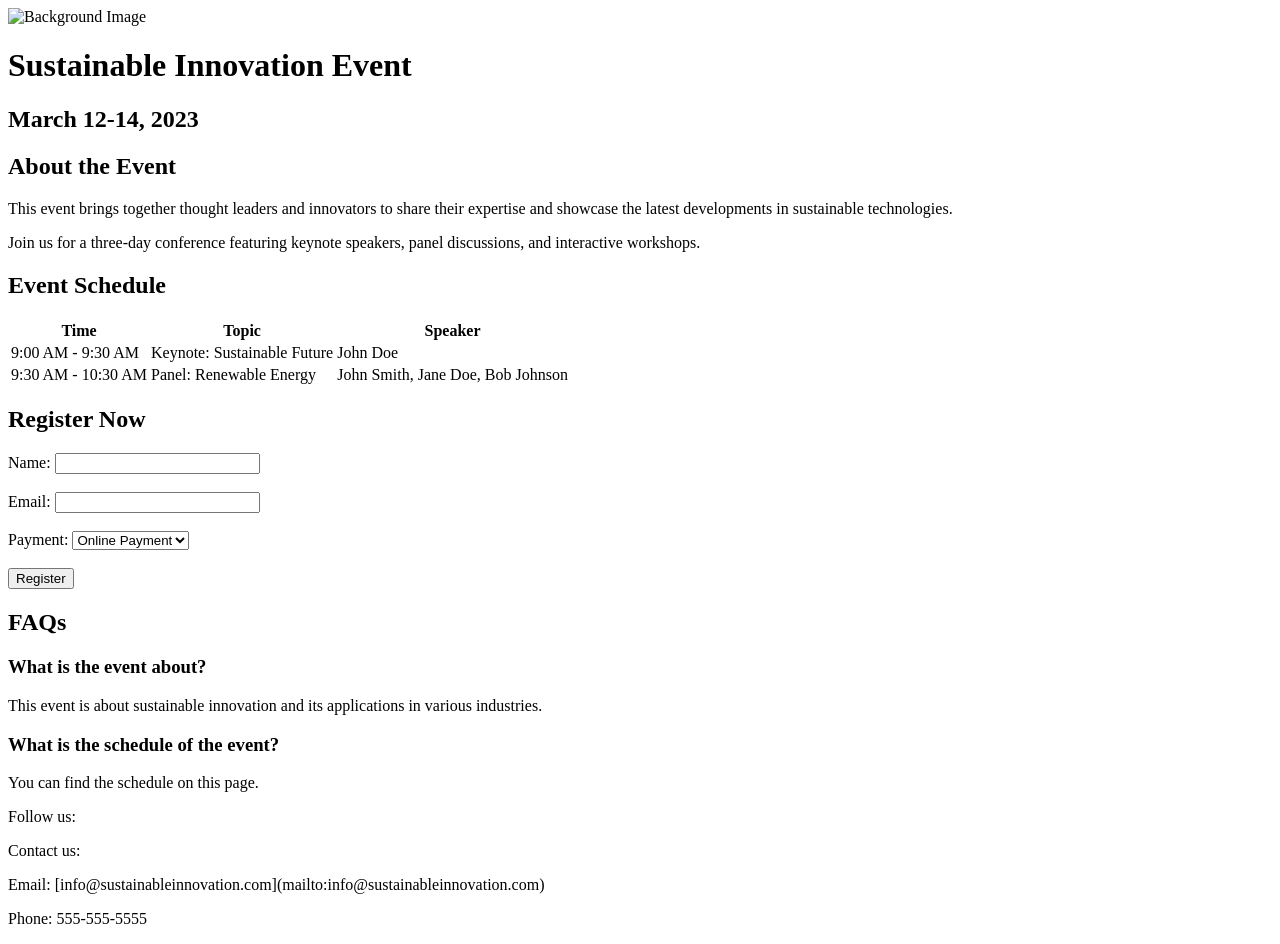 Background Image
Sustainable Innovation Event
March 12-14, 2023
About the Event
This event brings together thought leaders and innovators to share their expertise and showcase the latest developments in sustainable technologies.
Join us for a three-day conference featuring keynote speakers, panel discussions, and interactive workshops.
Event Schedule
Time Topic Speaker
9:00 AM - 9:30 AM Keynote: Sustainable Future John Doe
9:30 AM - 10:30 AM Panel: Renewable Energy John Smith, Jane Doe, Bob Johnson
Register Now
Name:
Email:
Payment: Online Payment
Register
FAQs
What is the event about?
This event is about sustainable innovation and its applications in various industries.
What is the schedule of the event?
You can find the schedule on this page.
Follow us:
Contact us:
Email: [info@sustainableinnovation.com](mailto:info@sustainableinnovation.com)
Phone: 555-555-5555